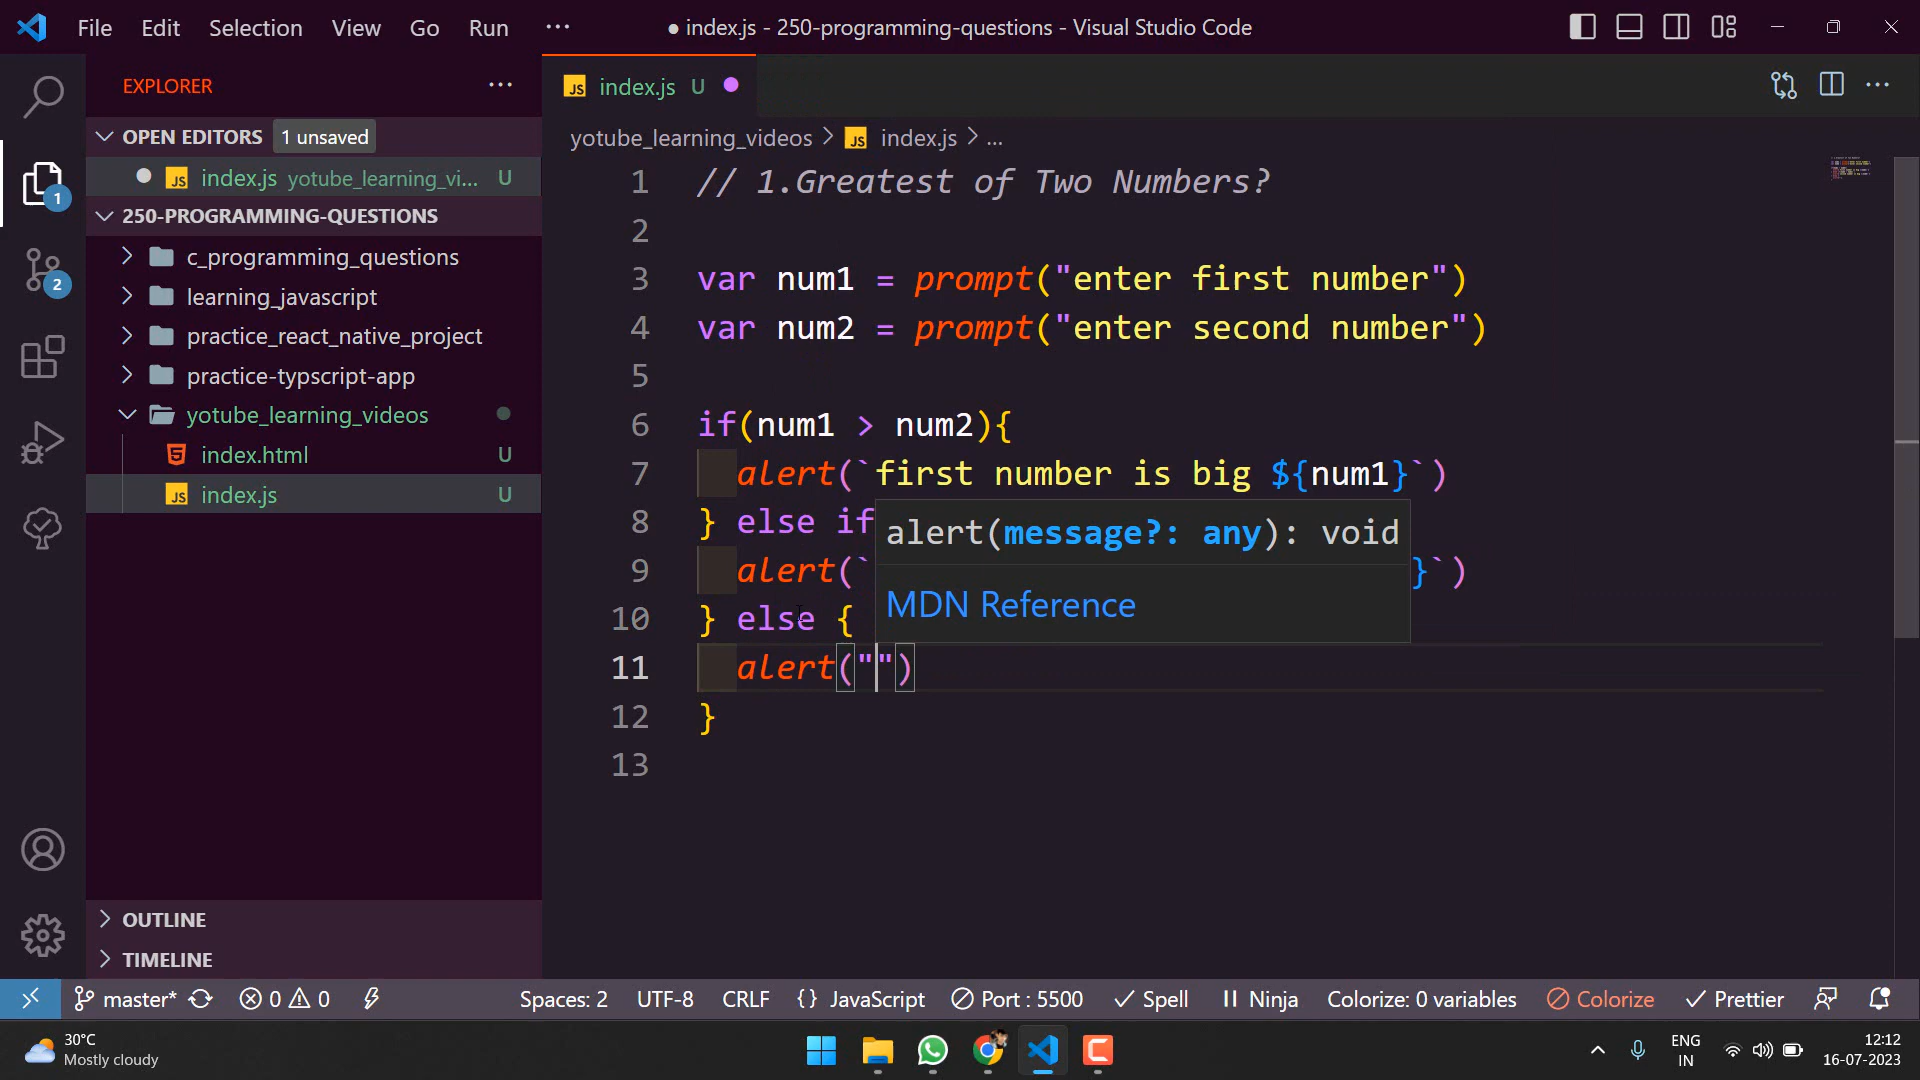 File Edit Selection View Go Run ··· ● index.js - 250-programming-questions - Visual Studio Code
EXPLORER ···
OPEN EDITORS 1 unsaved
● JS index.js yotube_learning_vi... U
250-PROGRAMMING-QUESTIONS
c_programming_questions
learning_javascript
practice_react_native_project
practice-typscript-app
yotube_learning_videos
index.html U
JS index.js U
OUTLINE
TIMELINE
1
2
JS index.js U
yotube_learning_videos > JS index.js > ...
1 // 1.Greatest of Two Numbers?
2
3 var num1 = prompt("enter first number")
4 var num2 = prompt("enter second number")
5
6 if(num1 > num2){
7 alert(`first number is big ${num1}`)
8 } else if
alert(message?: any): void
9 alert(` }`)
MDN Reference
10 } else {
11 alert("")
12 }
13
master* 0 0 Spaces: 2 UTF-8 CRLF {} JavaScript Port : 5500 Spell Ninja Colorize: 0 variables Colorize Prettier
30°C
Mostly cloudy
ENG
IN
12:12
16-07-2023